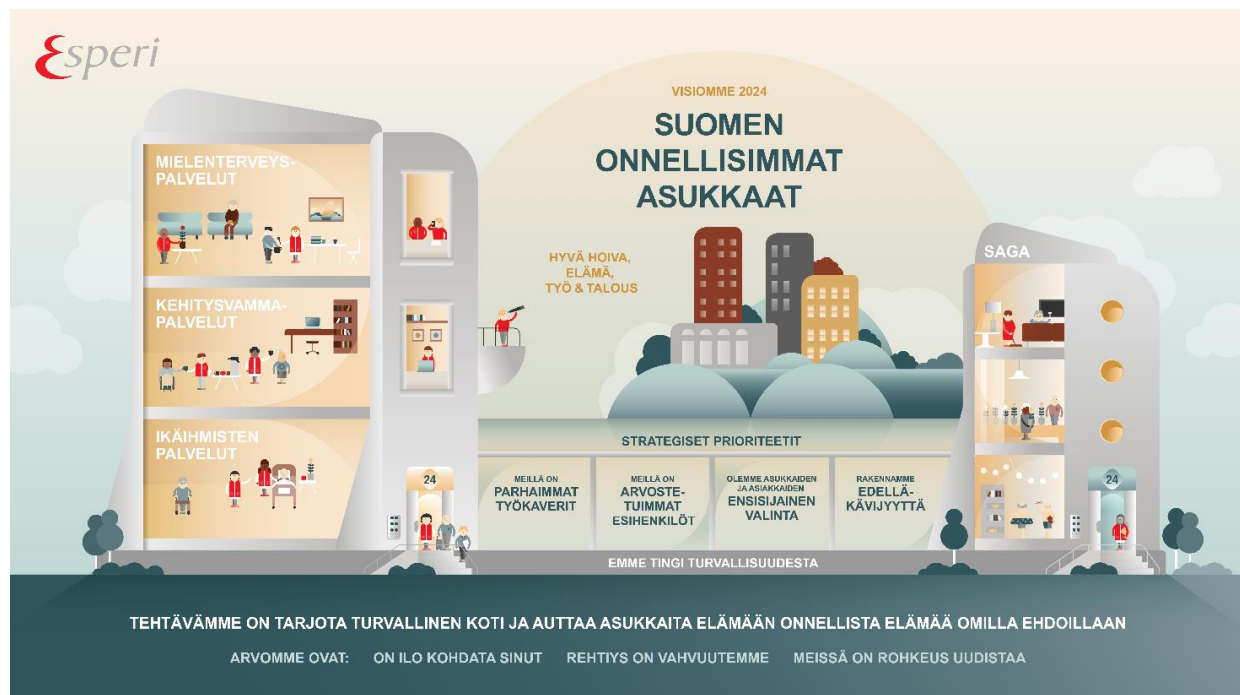 Esperi
VISIOMME 2024
SUOMEN
ONNELLISIMMAT
ASUKKAAT
HYVÄ HOIVA,
ELÄMÄ,
TYÖ & TALOUS
MIELENTERVEYS-
PALVELUT
KEHITYSVAMMA-
PALVELUT
IKÄIHMISTEN
PALVELUT
24
SAGA
24
STRATEGISET PRIORITEETIT
MEILLÄ ON
PARHAIMMAT
TYÖKAVERIT
MEILLÄ ON
ARVOSTE-
TUIMMAT
ESIHENKILÖT
OLEMME ASUKKAIDEN
JA ASIAKKAIDEN
ENSISIJAINEN
VALINTA
RAKENNAMME
EDELLÄ-
KÄVIJYYTTÄ
EMME TINGI TURVALLISUUDESTA
TEHTÄVÄMME ON TARJOTA TURVALLINEN KOTI JA AUTTAA ASUKKAITA ELÄMÄÄN ONNELLISTA ELÄMÄÄ OMILLA EHDOILLAAN
ARVOMME OVAT: ON ILO KOHDATA SINUT REHTIYS ON VAHVUUTEMME MEISSÄ ON ROHKEUS UUDISTAA